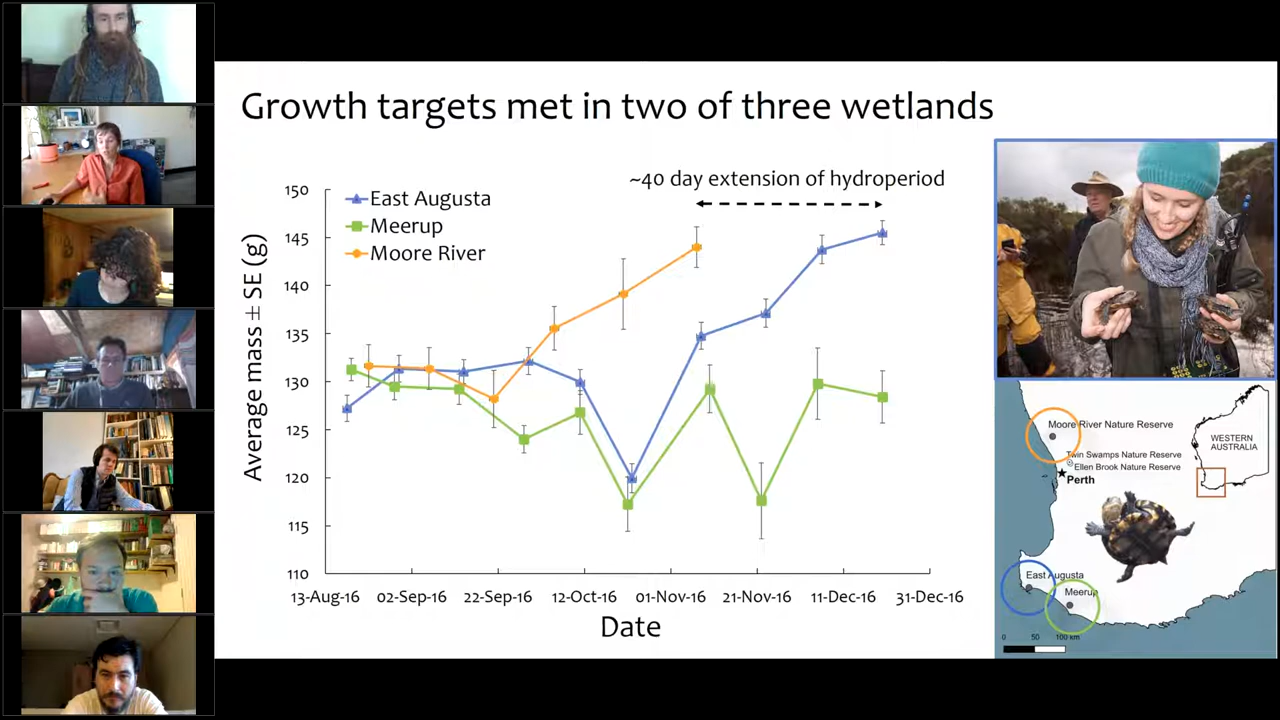 Growth targets met in two of three wetlands
~40 day extension of hydroperiod
East Augusta
Meerup
Moore River
150
145
140
135
130
125
120
115
110
Average mass ± SE (g)
13-Aug-16
2-Sep-16
22-Sep-16
12-Oct-16
01-Nov-16
21-Nov-16
11-Dec-16
31-Dec-16
Date
Moore River Nature Reserve
Twin Swamps Nature Reserve
Ellen Brook Nature Reserve
Perth
WESTERN
AUSTRALIA
East Augusta
Meerup
0 50 100 km